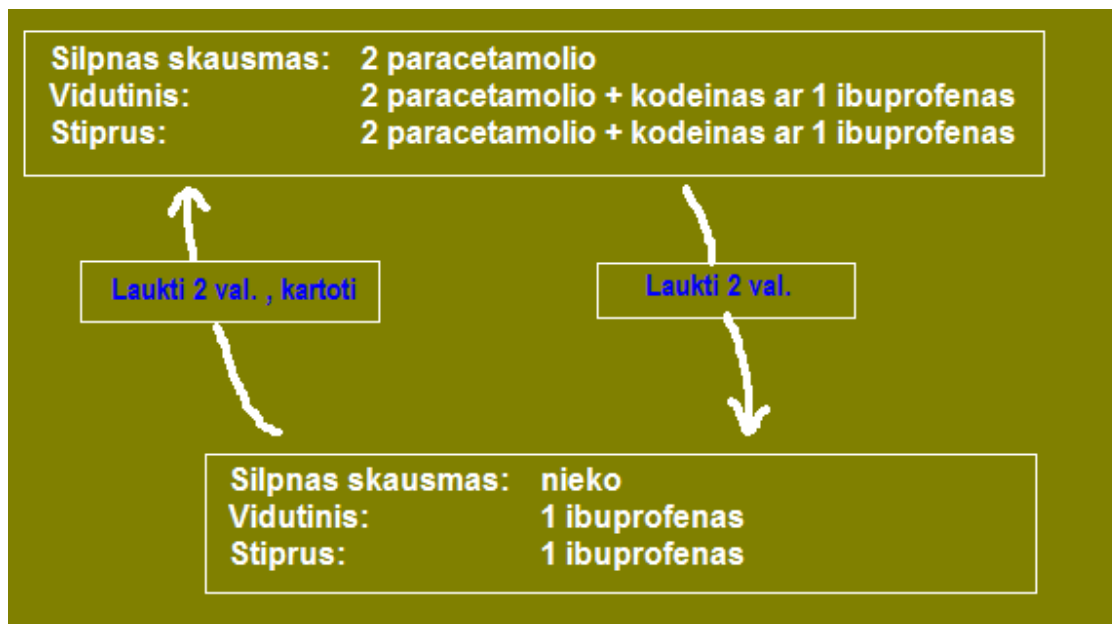 Silpnas skausmas: 2 paracetamolio
Vidutinis: 2 paracetamolio + kodeinas ar 1 ibuprofenas
Stiprus: 2 paracetamolio + kodeinas ar 1 ibuprofenas
Laukti 2 val. , kartoti
Laukti 2 val.
Silpnas skausmas: nieko
Vidutinis: 1 ibuprofenas
Stiprus: 1 ibuprofenas